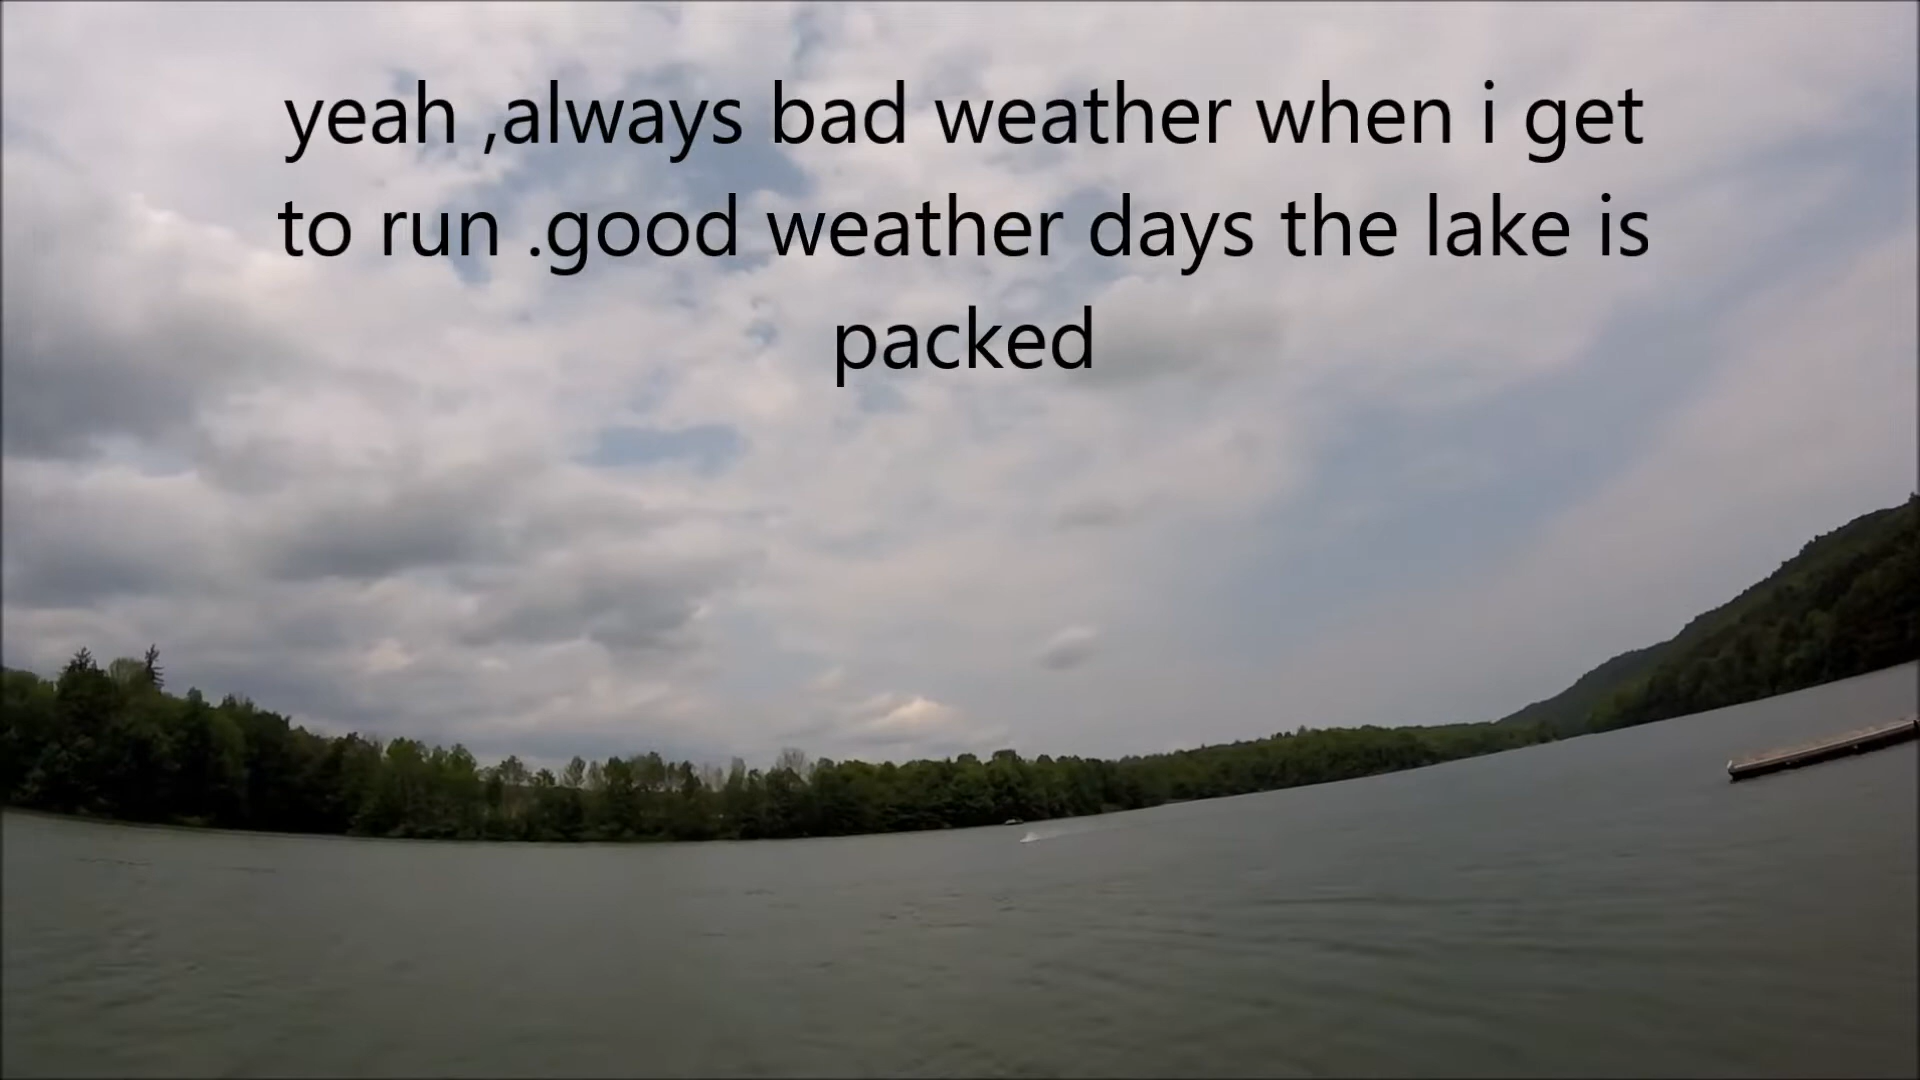 yeah ,always bad weather when i get
to run .good weather days the lake is
packed